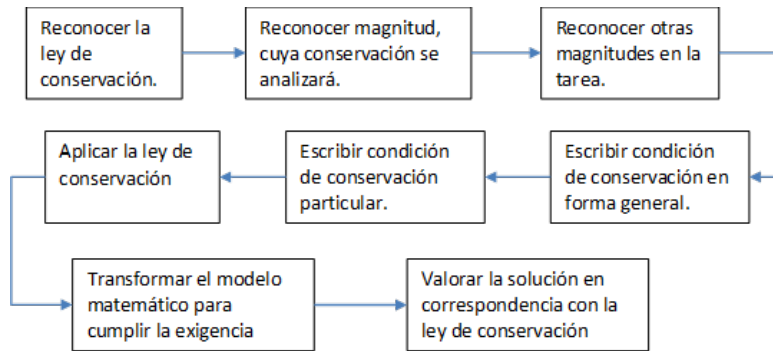 Reconocer la
ley de
conservación.
Reconocer magnitud,
cuya conservación se
analizará.
Reconocer otras
magnitudes en la
tarea.
Escribir condición
de conservación en
forma general.
Escribir condición
de conservación
particular.
Aplicar la ley de
conservación
Transformar el modelo
matemático para
cumplir la exigencia
Valorar la solución en
correspondencia con la
ley de conservación